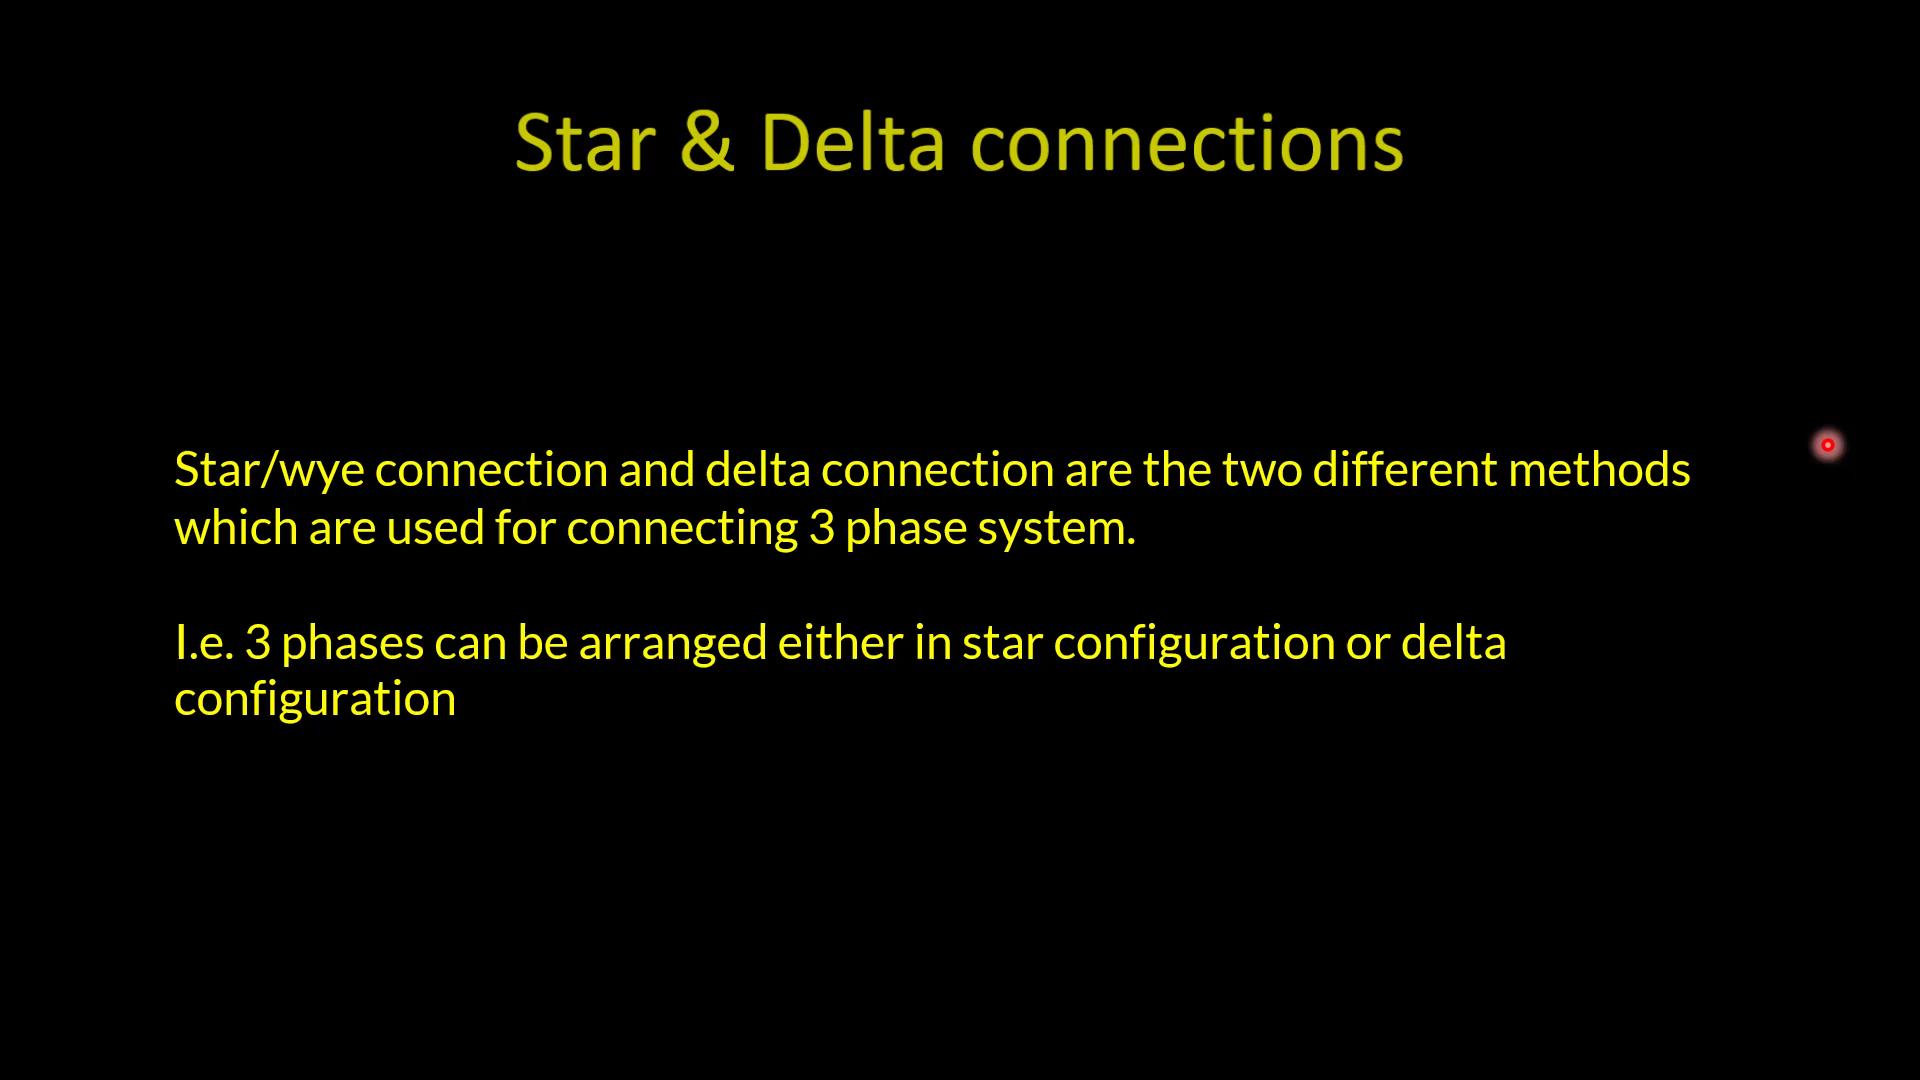 Star & Delta connections
Star/wye connection and delta connection are the two different methods
which are used for connecting 3 phase system.
I.e. 3 phases can be arranged either in star configuration or delta
configuration